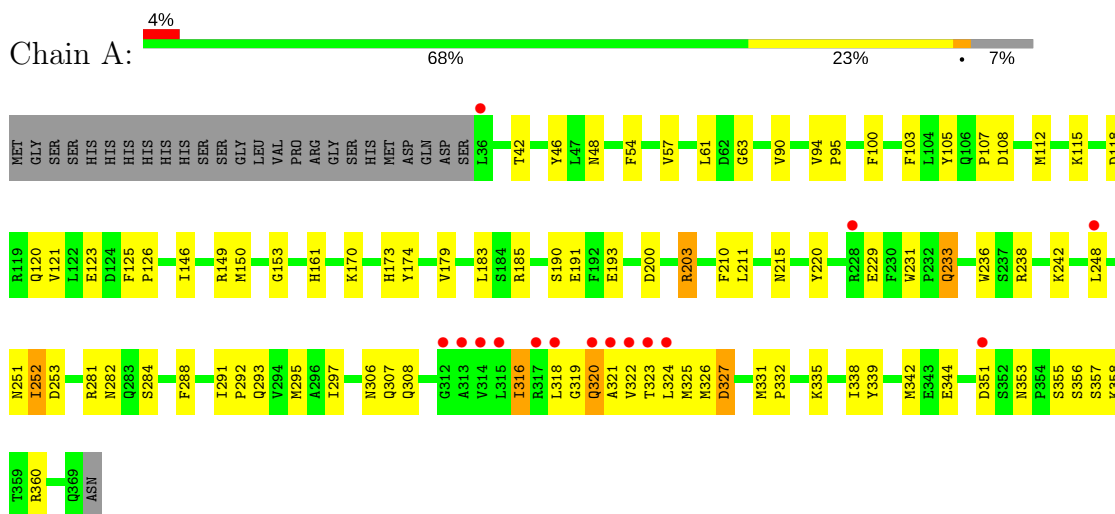 4%
Chain A:
68% 23% • 7%
MET GLY SER SER HIS HIS HIS HIS HIS HIS SER SER GLY LEU VAL PRO ARG GLY SER HIS MET ASP GLN ASP SER L36 T42 Y46 L47 N48 F54 V57 L61 D62 G63 V90 V94 P95 F100 F103 L104 Y105 Q106 P107 D108 M112 K115
R119 Q120 V121 L122 E123 D124 F125 P126 I146 R149 M150 G153 H161 K170 H173 Y174 V179 L183 S184 R185 S190 E191 F192 E193 D200 R203 F210 L211 N215 Y220 R228 E229 F230 W231 P232 Q233 W236 S237 R238 K242 L248
N251 I252 D253 R281 N282 Q283 S284 F288 I291 P292 Q293 V294 M295 A296 I297 N306 Q307 Q308 G312 A313 V314 L315 I316 R317 L318 G319 Q320 A321 V322 T323 L324 M325 M326 D327 M331 P332 K335 I338 Y339 M342 E343 E344 D351 S352 N353 P354 S355 S356 S357 K358
T359 R360 Q369 ASN